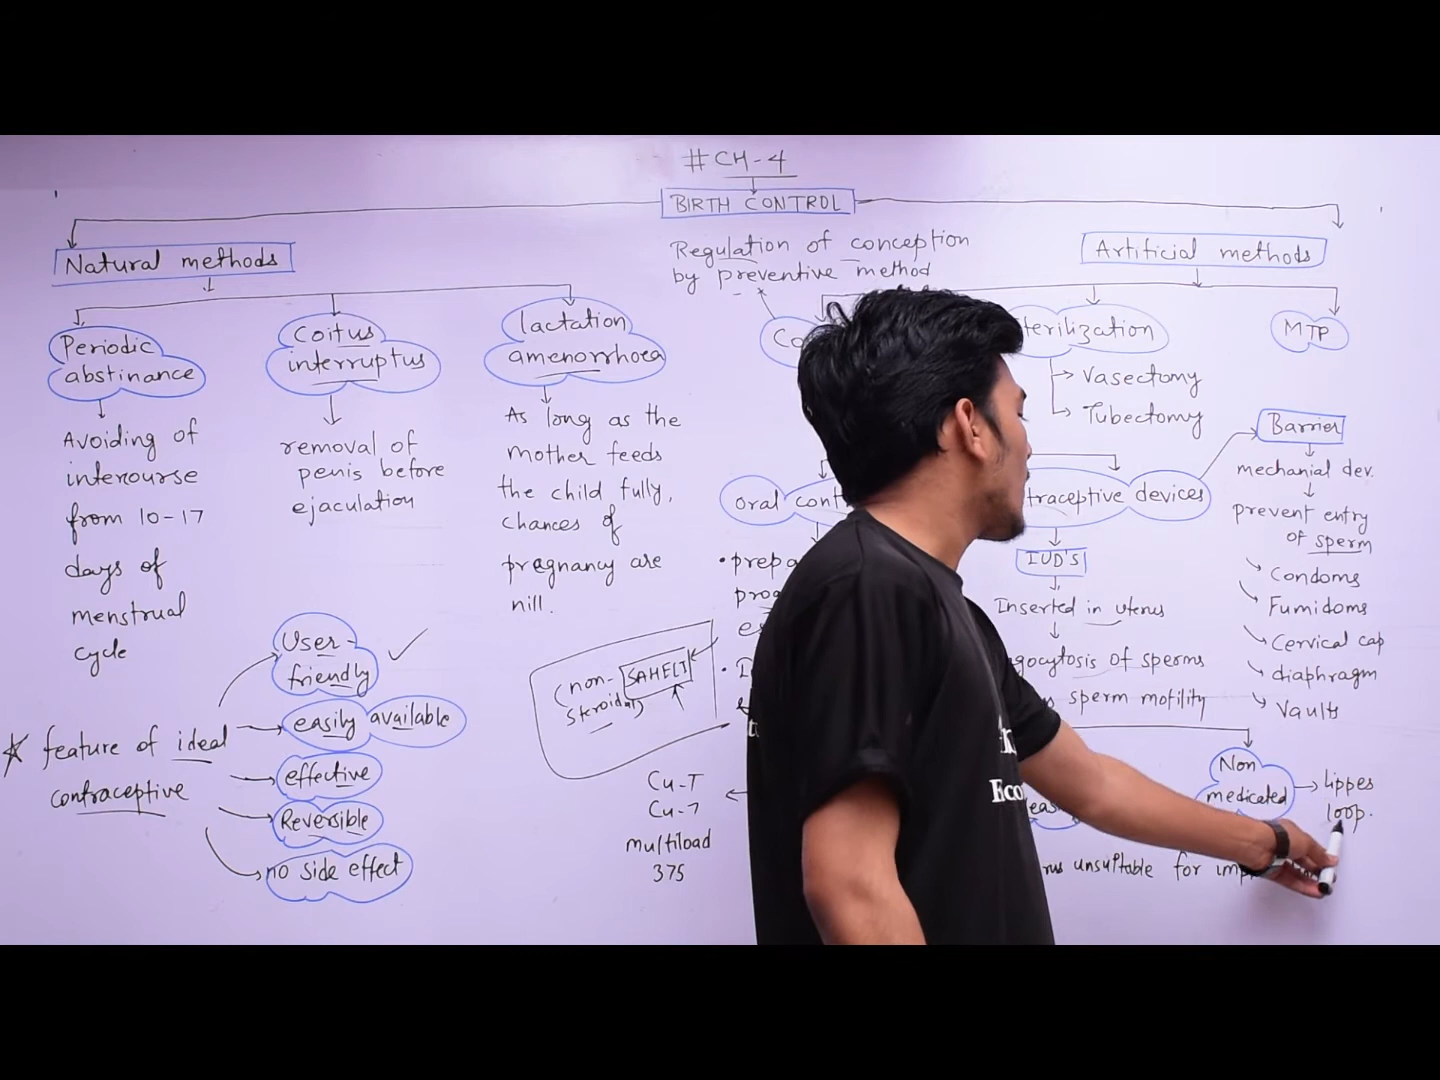 # CH-4
BIRTH CONTROL
Regulation of conception
by preventive method
Natural methods
Periodic
abstinance
Avoiding of
interourse
from 10-17
days of
menstrual
cycle
Coitus
interruptus
removal of
penis before
ejaculation
lactation
amenorrhoea
As long as the
mother feeds
the child fully,
chances of
pregnancy are
nill.
Artificial methods
terilization
Vasectomy
Tubectomy
MTP
oral cont
traceptive devices
Barrier
mechanial dev.
prevent entry
of sperm
Condoms
Fumidoms
Cervical cap
diaphragm
Vaults
IUD'S
Inserted in uterus
gocytosis of sperms
sperm motility
Non
medicated
lippes
loop.
unsuitable for imp
SAHELI
(non-
Steroidal)
Cu-T
Cu-7
multiload
375
feature of ideal
contraceptive
User-
friendly
easily available
effective
Reversible
no side effect